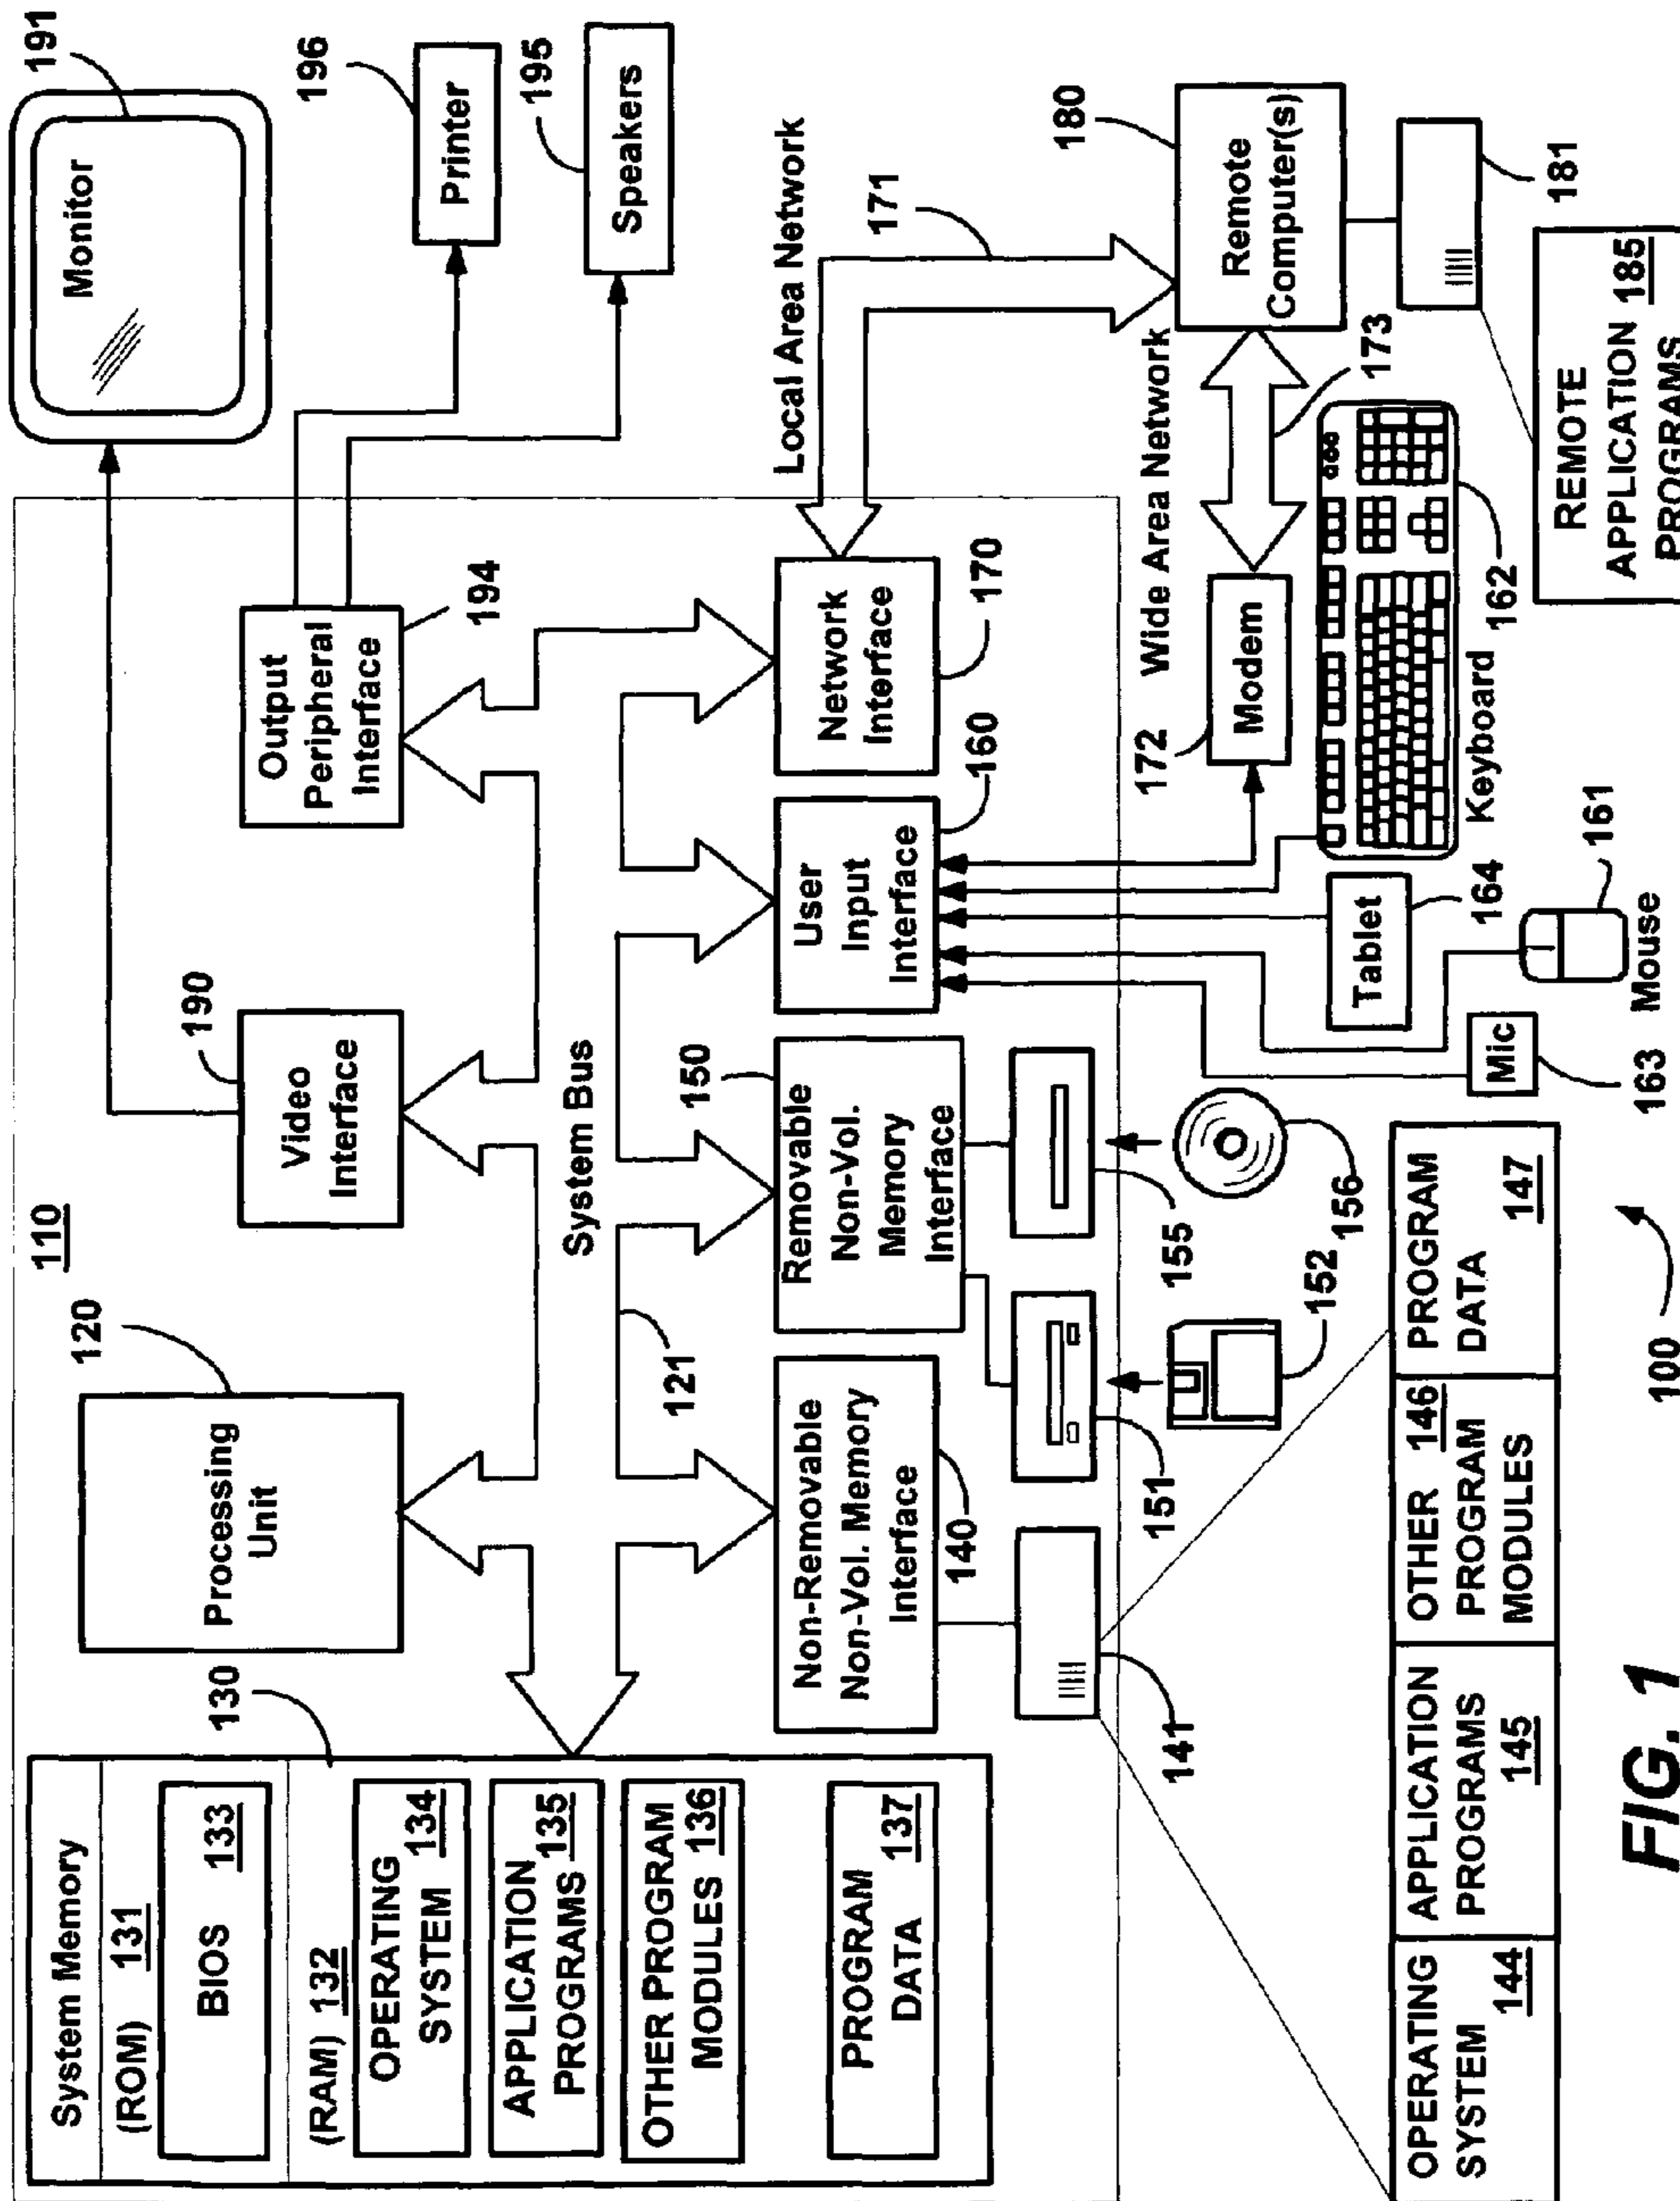 System Memory
(ROM) 131
BIOS 133
(RAM) 132
OPERATING
SYSTEM 134
APPLICATION
PROGRAMS 135
OTHER PROGRAM
MODULES 136
PROGRAM
DATA 137
130
Processing
Unit
120
110
Video
Interface
190
Output
Peripheral
Interface
194
Monitor
191
Printer
196
Speakers
195
System Bus
121
Non-Removable
Non-Vol. Memory
Interface
140
Removable
Non-Vol.
Memory
Interface
150
User
Input
Interface
160
Network
Interface
170
Local Area Network
171
141
151
152
155
156
172
Modem
Wide Area Network
173
Remote
Computer(s)
180
181
Mic
163
Mouse
161
Tablet
164
Keyboard
162
REMOTE
APPLICATION 185
PROGRAMS
OPERATING
SYSTEM 144
APPLICATION
PROGRAMS
145
OTHER 146
PROGRAM
MODULES
PROGRAM
DATA
147
100
FIG. 1